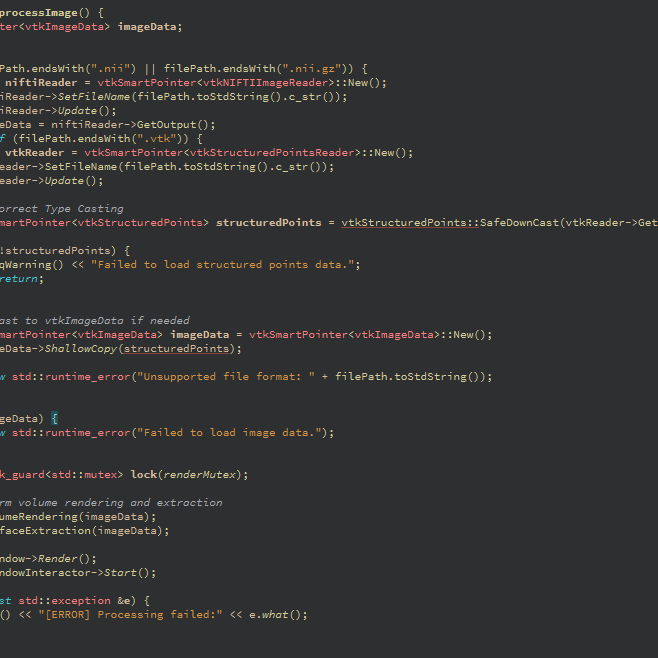 processImage() {
ter<vtkImageData> imageData;
Path.endsWith(".nii") || filePath.endsWith(".nii.gz")) {
niftiReader = vtkSmartPointer<vtkNIFTIImageReader>::New();
iReader->SetFileName(filePath.toStdString().c_str());
iReader->Update();
eData = niftiReader->GetOutput();
f (filePath.endsWith(".vtk")) {
vtkReader = vtkSmartPointer<vtkStructuredPointsReader>::New();
eader->SetFileName(filePath.toStdString().c_str());
eader->Update();
orrect Type Casting
martPointer<vtkStructuredPoints> structuredPoints = vtkStructuredPoints::SafeDownCast(vtkReader->Get
!structuredPoints) {
qWarning() << "Failed to load structured points data.";
return;
ast to vtkImageData if needed
martPointer<vtkImageData> imageData = vtkSmartPointer<vtkImageData>::New();
eData->ShallowCopy(structuredPoints);
w std::runtime_error("Unsupported file format: " + filePath.toStdString());
geData) {
w std::runtime_error("Failed to load image data.");
k_guard<std::mutex> lock(renderMutex);
rm volume rendering and extraction
umeRendering(imageData);
faceExtraction(imageData);
ndow->Render();
ndowInteractor->Start();
st std::exception &e) {
() << "[ERROR] Processing failed:" << e.what();